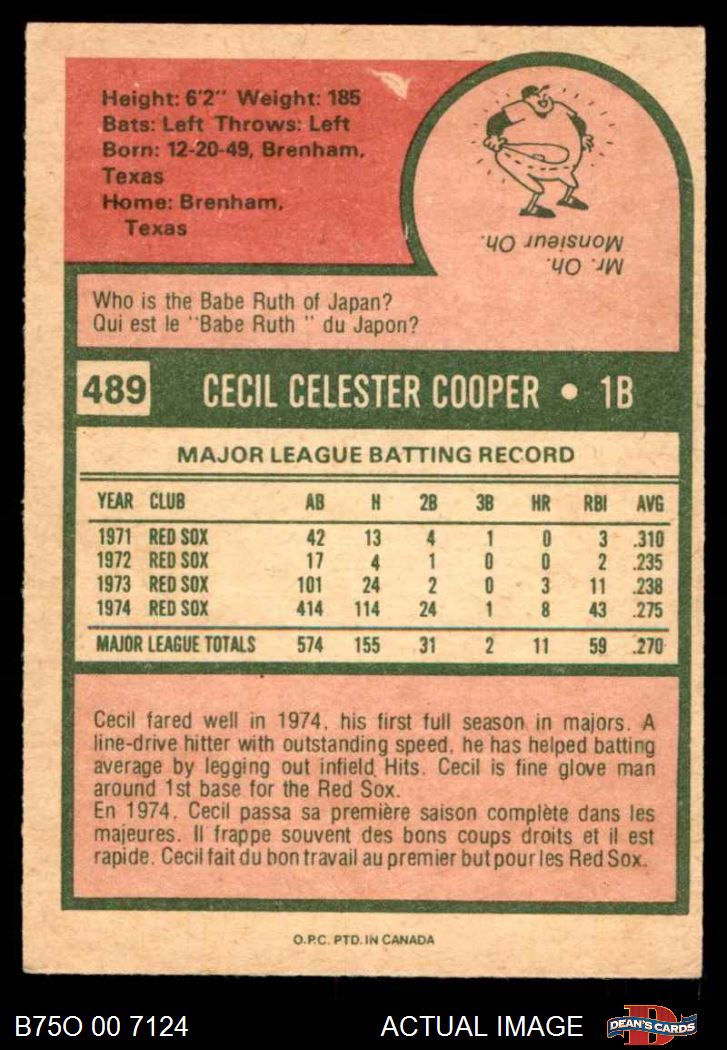 Height: 6'2" Weight: 185
Bats: Left Throws: Left
Born: 12-20-49, Brenham,
Texas
Home: Brenham,
Texas
Mr. Oh.
Monsieur Oh.
Who is the Babe Ruth of Japan?
Qui est le "Babe Ruth " du Japon?
489 CECIL CELESTER COOPER • 1B
MAJOR LEAGUE BATTING RECORD
YEAR CLUB AB H 2B 3B HR RBI AVG
1971 RED SOX 42 13 4 1 0 3 .310
1972 RED SOX 17 4 1 0 0 2 .235
1973 RED SOX 101 24 2 0 3 11 .238
1974 RED SOX 414 114 24 1 8 43 .275
MAJOR LEAGUE TOTALS 574 155 31 2 11 59 .270
Cecil fared well in 1974, his first full season in majors. A
line-drive hitter with outstanding speed, he has helped batting
average by legging out infield Hits. Cecil is fine glove man
around 1st base for the Red Sox.
En 1974, Cecil passa sa première saison complète dans les
majeures. Il frappe souvent des bons coups droits et il est
rapide. Cecil fait du bon travail au premier but pour les Red Sox.
O.P.C. PTD. IN CANADA
B75O 00 7124 ACTUAL IMAGE D DEAN'S CARDS